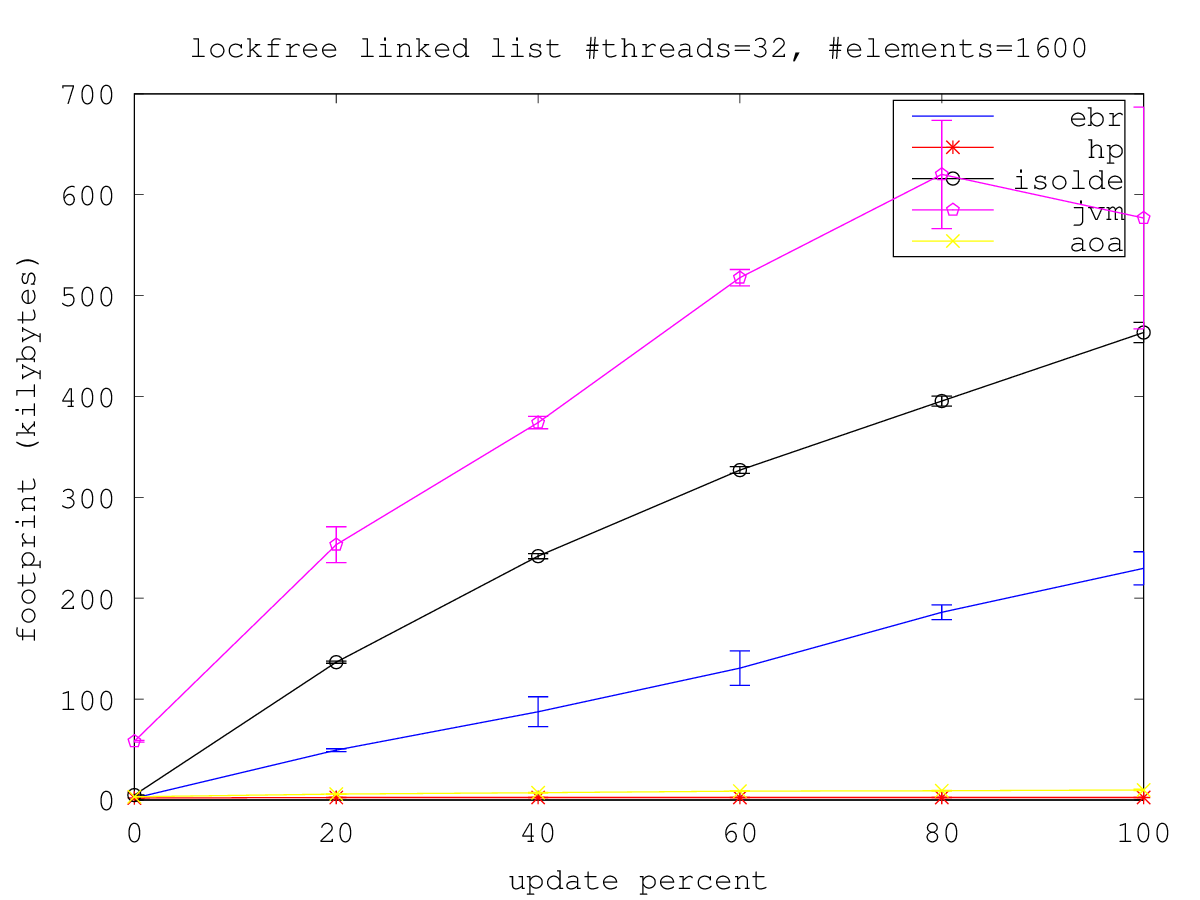 lockfree linked list #threads=32, #elements=1600
700
600
500
400
300
200
100
0
footprint (kilybytes)
ebr
hp
isolde
jvm
aoa
0 20 40 60 80 100
update percent